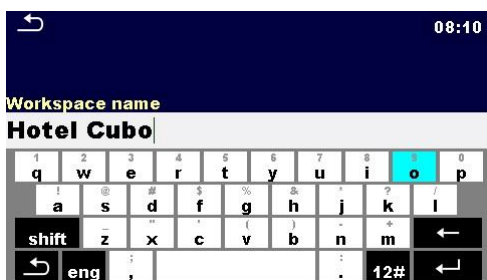 08:10
Workspace name
Hotel Cubo
1 2 3 4 5 6 7 8 9 0
q w e r t y u i o p
! @ # $ % & * ? /
a s d f g h j k l
- " ' ( ) - +
shift z x c v b n m
; :
eng , . 12#